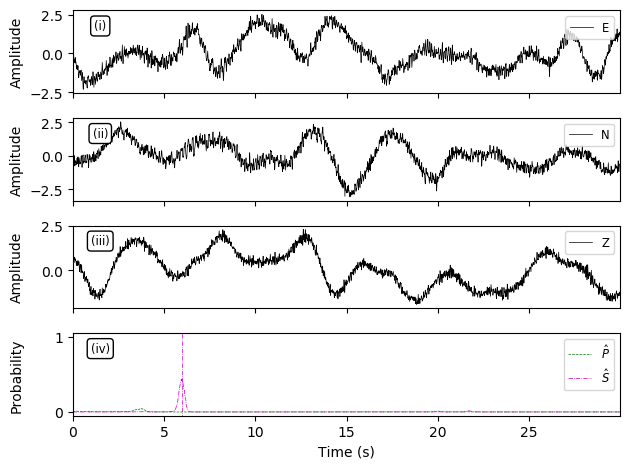 2.5
0.0
−2.5
Amplitude
(i)
E
2.5
0.0
−2.5
Amplitude
(ii)
N
2.5
0.0
Amplitude
(iii)
Z
1
0
Probability
(iv)
P̂
Ŝ
0 5 10 15 20 25
Time (s)